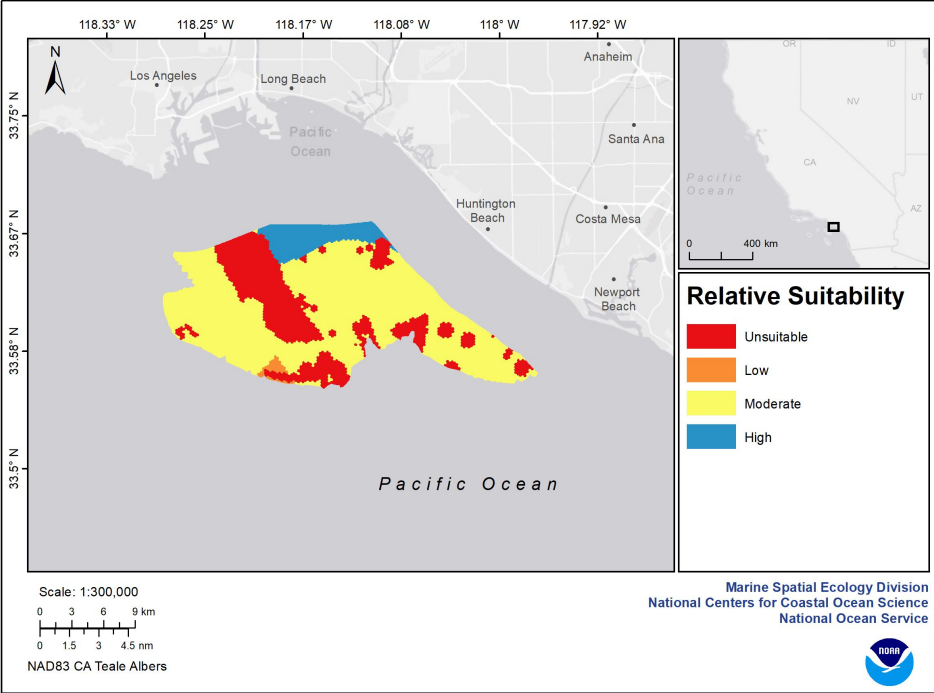 118.33° W
118.25° W
118.17° W
118.08° W
118° W
117.92° W
33.75° N
33.67° N
33.58° N
33.5° N
N
Los Angeles
Long Beach
Anaheim
Santa Ana
Pacific
Ocean
Huntington
Beach
Costa Mesa
Newport
Beach
Pacific Ocean
OR
ID
NV
UT
CA
AZ
Pacific
Ocean
0 400 km
Relative Suitability
Unsuitable
Low
Moderate
High
Scale: 1:300,000
0 3 6 9 km
0 1.5 3 4.5 nm
NAD83 CA Teale Albers
Marine Spatial Ecology Division
National Centers for Coastal Ocean Science
National Ocean Service
NOAA